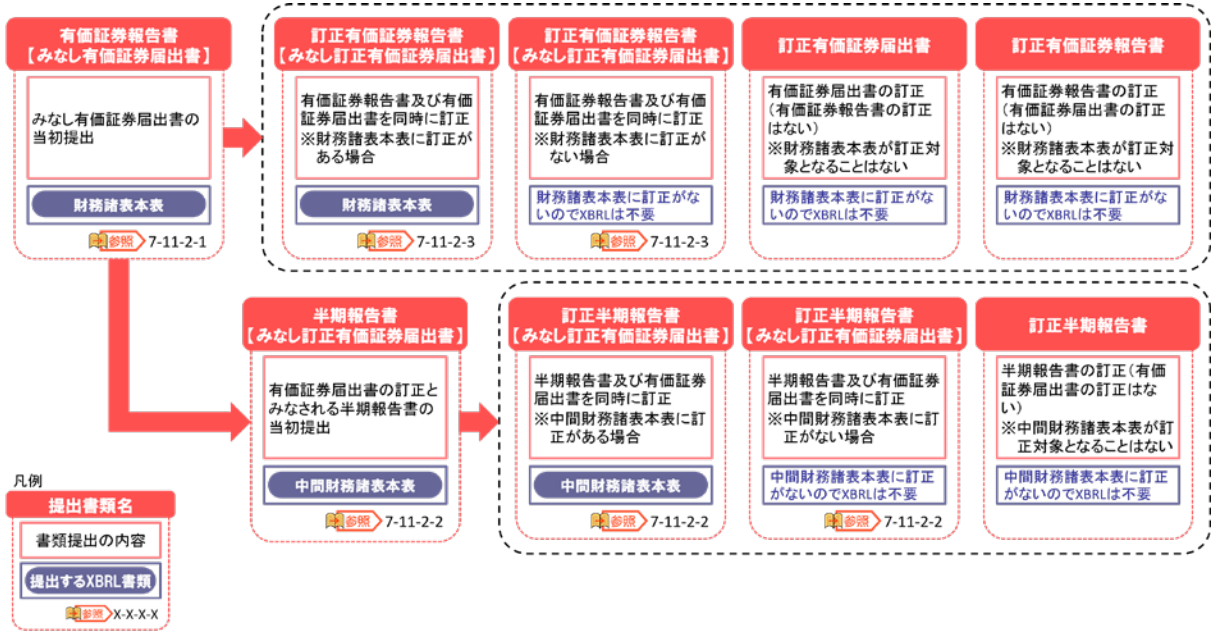 有価証券報告書
【みなし有価証券届出書】
みなし有価証券届出書の
当初提出
財務諸表本表
参照 7-11-2-1
訂正有価証券報告書
【みなし訂正有価証券届出書】
有価証券報告書及び有価
証券届出書を同時に訂正
※財務諸表本表に訂正が
ある場合
財務諸表本表
参照 7-11-2-3
訂正有価証券報告書
【みなし訂正有価証券届出書】
有価証券報告書及び有価
証券届出書を同時に訂正
※財務諸表本表に訂正が
ない場合
財務諸表本表に訂正がな
いのでXBRLは不要
参照 7-11-2-3
訂正有価証券届出書
有価証券届出書の訂正
(有価証券報告書の訂正
はない)
※財務諸表本表が訂正対
象となることはない
財務諸表本表に訂正がな
いのでXBRLは不要
訂正有価証券報告書
有価証券報告書の訂正
(有価証券届出書の訂正
はない)
※財務諸表本表が訂正対
象となることはない
財務諸表本表に訂正がな
いのでXBRLは不要
半期報告書
【みなし訂正有価証券届出書】
有価証券届出書の訂正と
みなされる半期報告書の
当初提出
中間財務諸表本表
参照 7-11-2-2
訂正半期報告書
【みなし訂正有価証券届出書】
半期報告書及び有価証券
届出書を同時に訂正
※中間財務諸表本表に訂
正がある場合
中間財務諸表本表
参照 7-11-2-2
訂正半期報告書
【みなし訂正有価証券届出書】
半期報告書及び有価証券
届出書を同時に訂正
※中間財務諸表本表に訂
正がない場合
中間財務諸表本表に訂正
がないのでXBRLは不要
参照 7-11-2-2
訂正半期報告書
半期報告書の訂正(有価
証券届出書の訂正はな
い)
※中間財務諸表本表が訂
正対象となることはない
中間財務諸表本表に訂正
がないのでXBRLは不要
凡例
提出書類名
書類提出の内容
提出するXBRL書類
参照 X-X-X-X